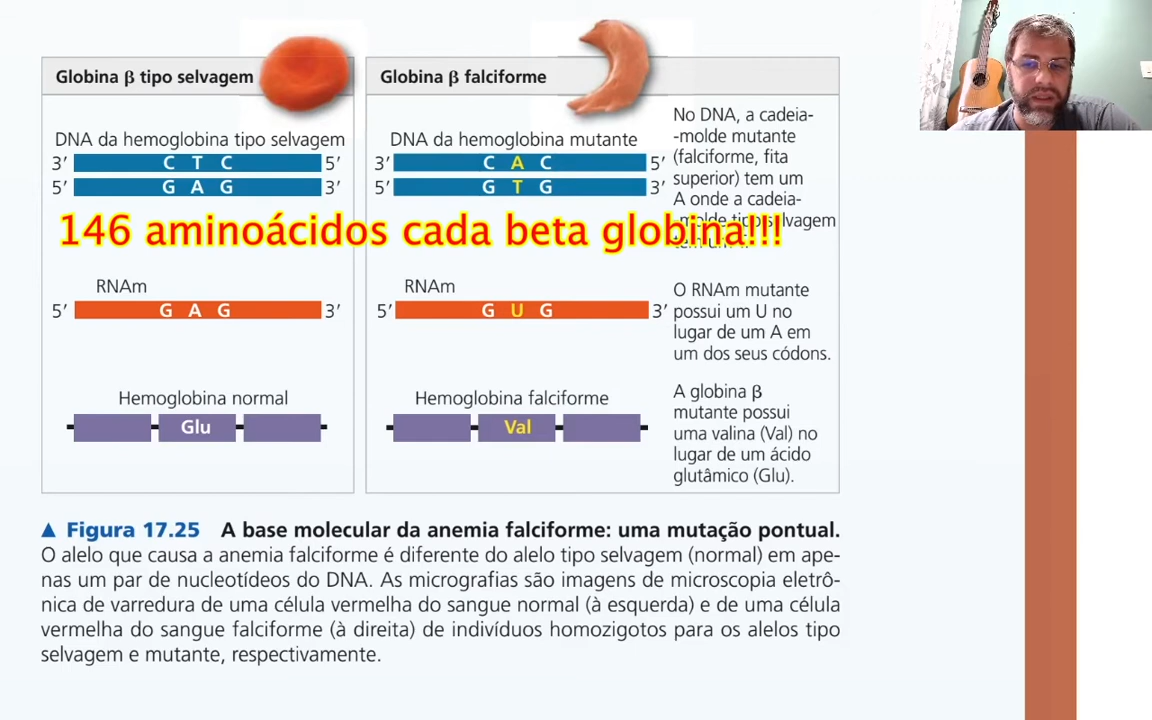 Globina β tipo selvagem
DNA da hemoglobina tipo selvagem
3′ C T C 5′
5′ G A G 3′
RNAm
5′ G A G 3′
Hemoglobina normal
Glu
Globina β falciforme
DNA da hemoglobina mutante
3′ C A C 5′
5′ G T G 3′
RNAm
5′ G U G 3′
Hemoglobina falciforme
Val
No DNA, a cadeia-
-molde mutante
(falciforme, fita
superior) tem um
A onde a cadeia-
-molde tipo selvagem
tem um
146 aminoácidos cada beta globina!!!
O RNAm mutante
possui um U no
lugar de um A em
um dos seus códons.
A globina β
mutante possui
uma valina (Val) no
lugar de um ácido
glutâmico (Glu).
▲ Figura 17.25 A base molecular da anemia falciforme: uma mutação pontual.
O alelo que causa a anemia falciforme é diferente do alelo tipo selvagem (normal) em ape-
nas um par de nucleotídeos do DNA. As micrografias são imagens de microscopia eletrô-
nica de varredura de uma célula vermelha do sangue normal (à esquerda) e de uma célula
vermelha do sangue falciforme (à direita) de indivíduos homozigotos para os alelos tipo
selvagem e mutante, respectivamente.